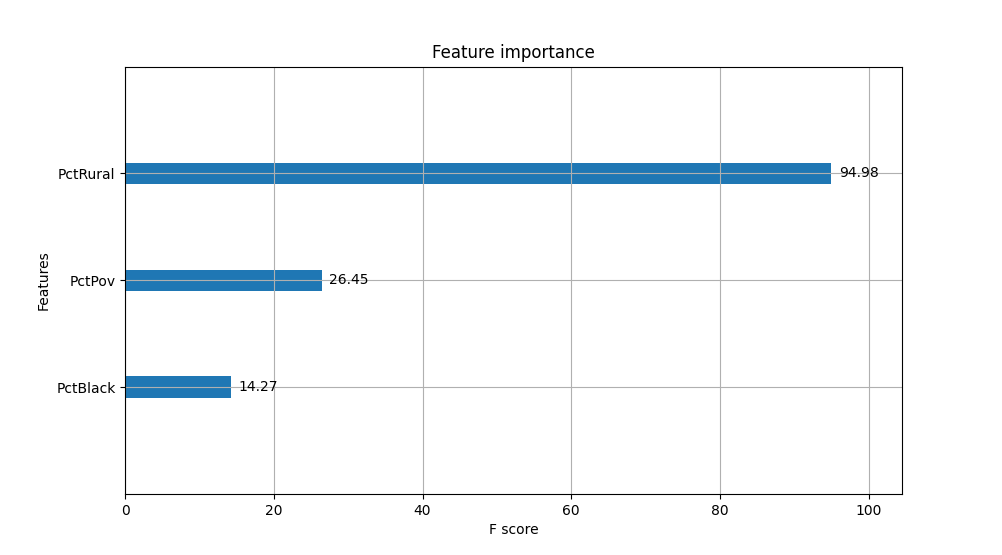 Feature importance
PctRural
94.98
PctPov
26.45
PctBlack
14.27
Features
0 20 40 60 80 100
F score